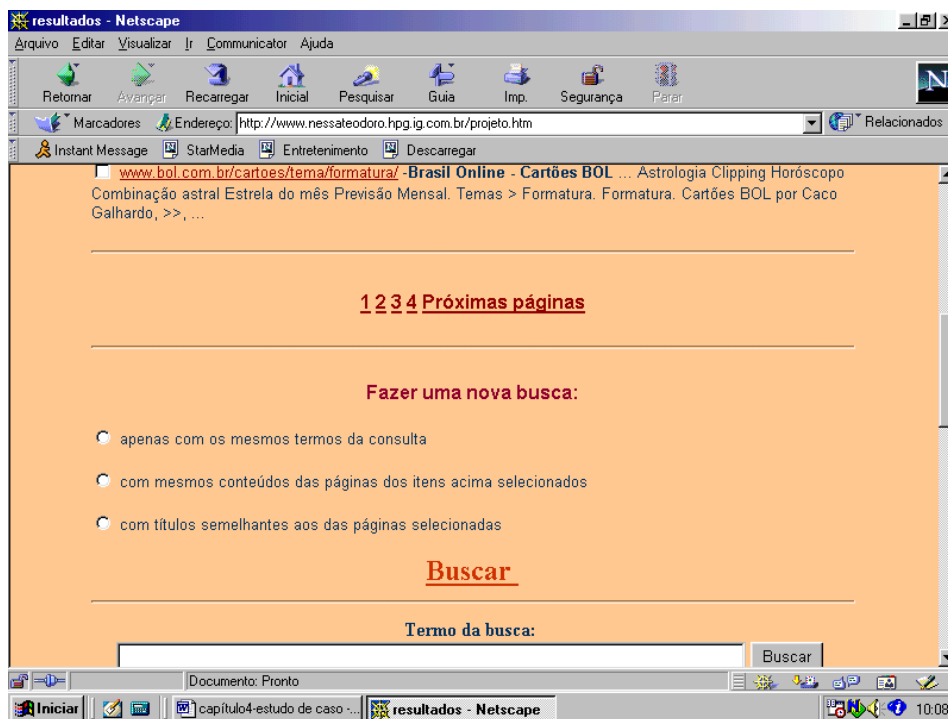 resultados - Netscape
Arquivo Editar Visualizar Ir Communicator Ajuda
Retornar Avançar Recarregar Inicial Pesquisar Guia Imp. Segurança Parar
N
Marcadores Endereço: http://www.nessateodoro.hpg.ig.com.br/projeto.htm Relacionados
Instant Message StarMedia Entretenimento Descarregar
www.bol.com.br/cartoes/tema/formatura/ -Brasil Online - Cartões BOL ... Astrologia Clipping Horóscopo
Combinação astral Estrela do mês Previsão Mensal. Temas > Formatura. Formatura. Cartões BOL por Caco
Galhardo, >>, ...
1 2 3 4 Próximas páginas
Fazer uma nova busca:
apenas com os mesmos termos da consulta
com mesmos conteúdos das páginas dos itens acima selecionados
com títulos semelhantes aos das páginas selecionadas
Buscar
Termo da busca:
Buscar
Documento: Pronto
Iniciar capítulo4-estudo de caso -... resultados - Netscape 10:08